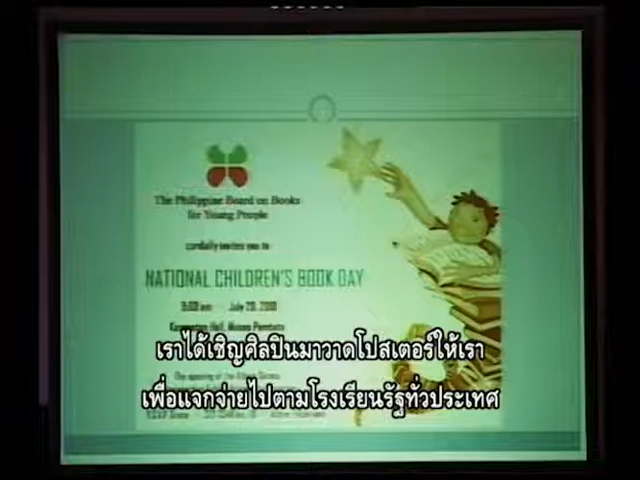 The Philippine Board on Books
for Young People
cordially invites you to
NATIONAL CHILDREN'S BOOK DAY
9:00 am July 20, 2010
เราได้เชิญศิลปินมาวาดโปสเตอร์ให้เรา
เพื่อแจกจ่ายไปตามโรงเรียนรัฐทั่วประเทศ